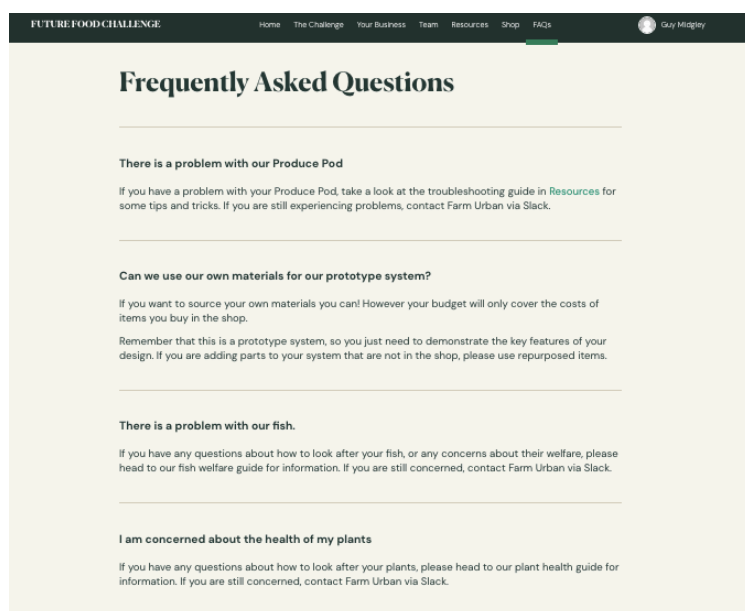 FUTURE FOOD CHALLENGE
Home The Challenge Your Business Team Resources Shop FAQs
Guy Midgley
Frequently Asked Questions
There is a problem with our Produce Pod
If you have a problem with your Produce Pod, take a look at the troubleshooting guide in Resources for
some tips and tricks. If you are still experiencing problems, contact Farm Urban via Slack.
Can we use our own materials for our prototype system?
If you want to source your own materials you can! However your budget will only cover the costs of
items you buy in the shop.
Remember that this is a prototype system, so you just need to demonstrate the key features of your
design. If you are adding parts to your system that are not in the shop, please use repurposed items.
There is a problem with our fish.
If you have any questions about how to look after your fish, or any concerns about their welfare, please
head to our fish welfare guide for information. If you are still concerned, contact Farm Urban via Slack.
I am concerned about the health of my plants
If you have any questions about how to look after your plants, please head to our plant health guide for
information. If you are still concerned, contact Farm Urban via Slack.